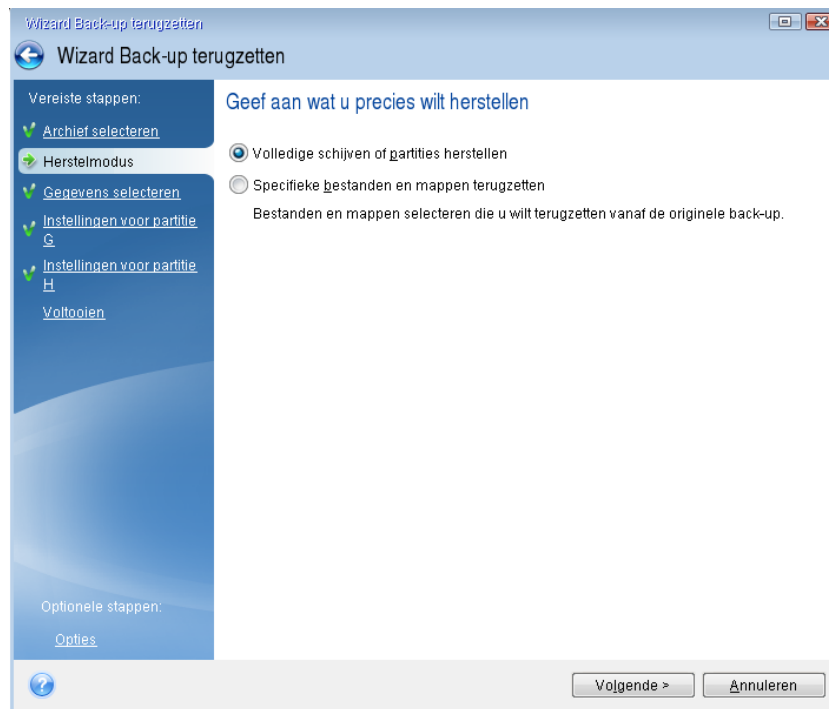 Wizard Back-up terugzetten
Wizard Back-up terugzetten
Vereiste stappen:
Archief selecteren
Herstelmodus
Gegevens selecteren
Instellingen voor partitie
G
Instellingen voor partitie
H
Voltooien
Optionele stappen:
Opties
Geef aan wat u precies wilt herstellen
Volledige schijven of partities herstellen
Specifieke bestanden en mappen terugzetten
Bestanden en mappen selecteren die u wilt terugzetten vanaf de originele back-up.
?
Volgende >
Annuleren